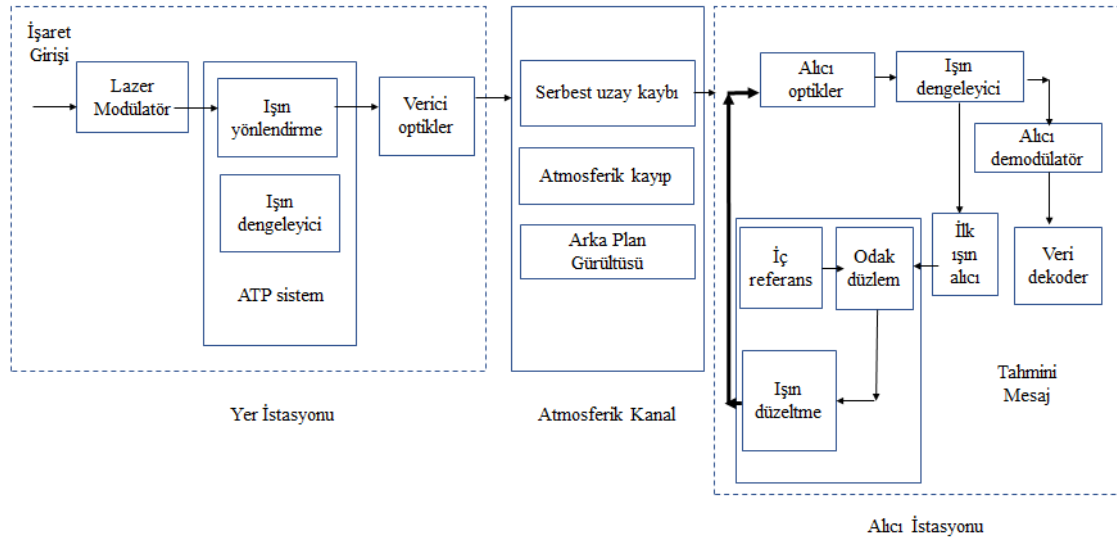 İşaret
Girişi
Lazer
Modülatör
Işın
yönlendirme
Işın
dengeleyici
ATP sistem
Verici
optikler
Yer İstasyonu
Serbest uzay kaybı
Atmosferik kayıp
Arka Plan
Gürültüsü
Atmosferik Kanal
Alıcı
optikler
Işın
dengeleyici
Alıcı
demodülatör
İç
referans
Odak
düzlem
İlk
ışın
alıcı
Veri
dekoder
Işın
düzeltme
Tahmini
Mesaj
Alıcı İstasyonu